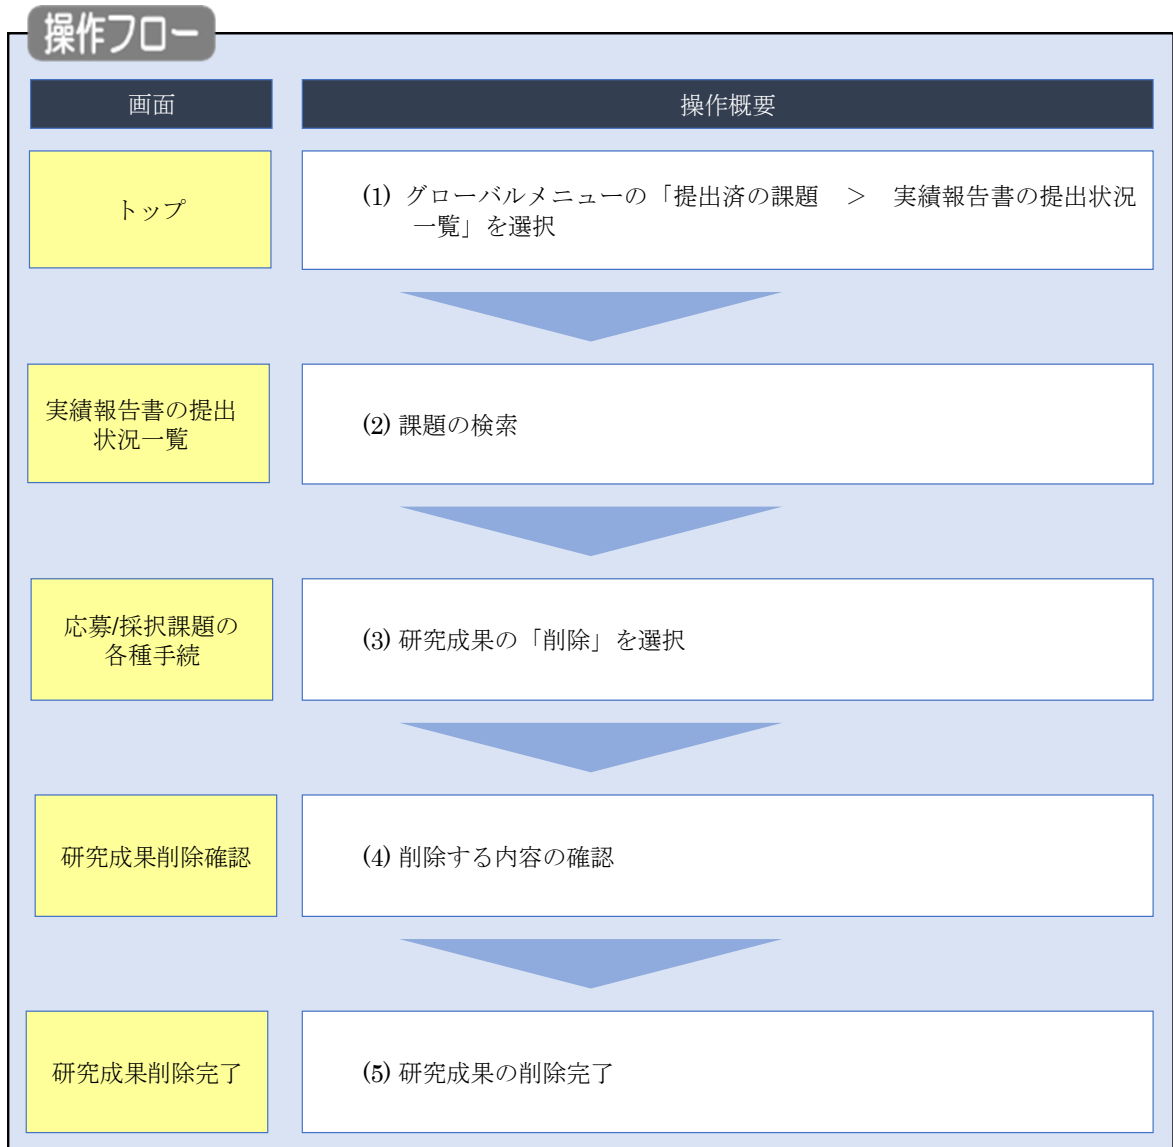 操作フロー
画面
操作概要
トップ
(1) グローバルメニューの「提出済の課題　＞　実績報告書の提出状況
一覧」を選択
実績報告書の提出
状況一覧
(2) 課題の検索
応募/採択課題の
各種手続
(3) 研究成果の「削除」を選択
研究成果削除確認
(4) 削除する内容の確認
研究成果削除完了
(5) 研究成果の削除完了